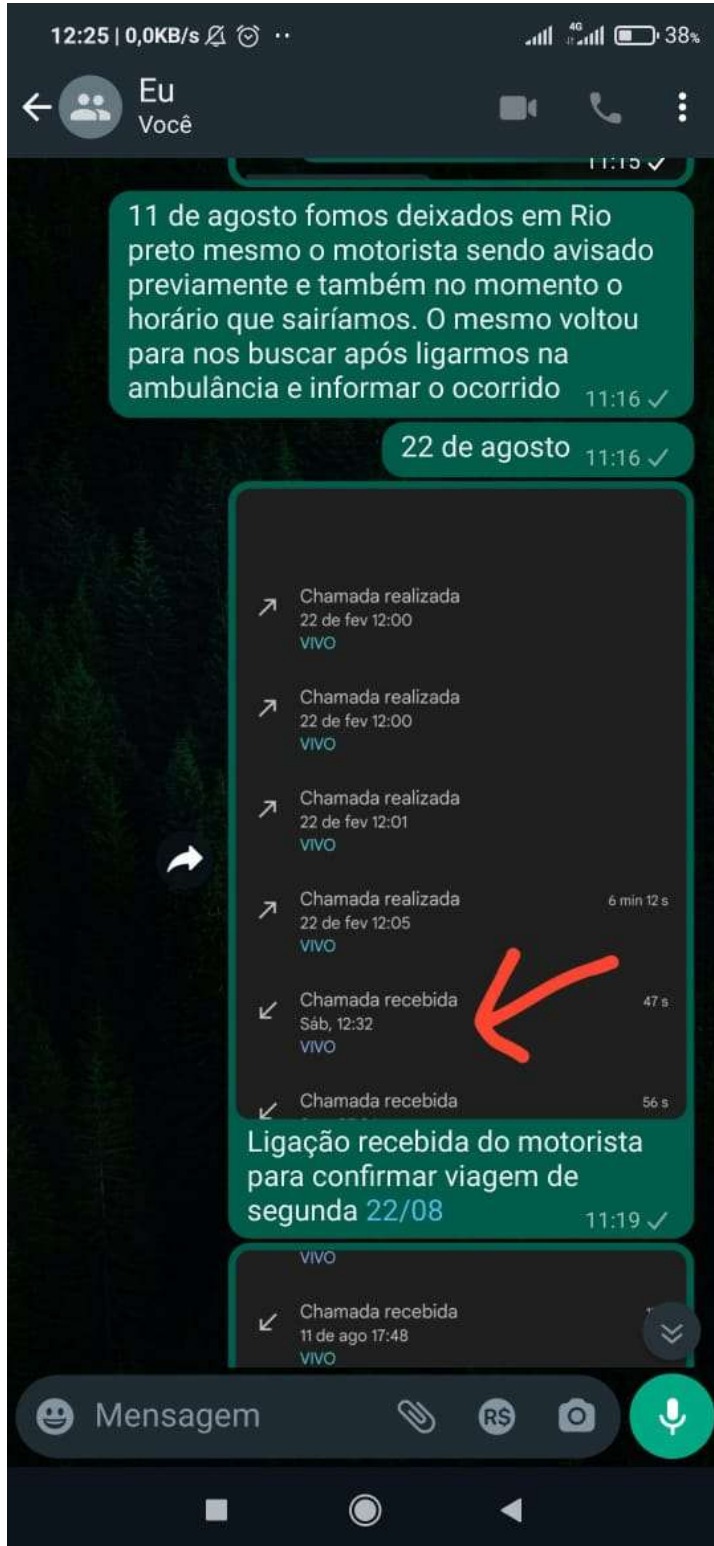 12:25 | 0,0KB/s
4G
38%
Eu
Você
11:15
11 de agosto fomos deixados em Rio
preto mesmo o motorista sendo avisado
previamente e também no momento o
horário que sairíamos. O mesmo voltou
para nos buscar após ligarmos na
ambulância e informar o ocorrido
11:16
22 de agosto
11:16
Chamada realizada
22 de fev 12:00
VIVO
Chamada realizada
22 de fev 12:00
VIVO
Chamada realizada
22 de fev 12:01
VIVO
Chamada realizada
6 min 12 s
22 de fev 12:05
VIVO
Chamada recebida
47 s
Sáb, 12:32
VIVO
Chamada recebida
56 s
Ligação recebida do motorista
para confirmar viagem de
segunda 22/08
11:19
VIVO
Chamada recebida
11 de ago 17:48
VIVO
Mensagem
R$